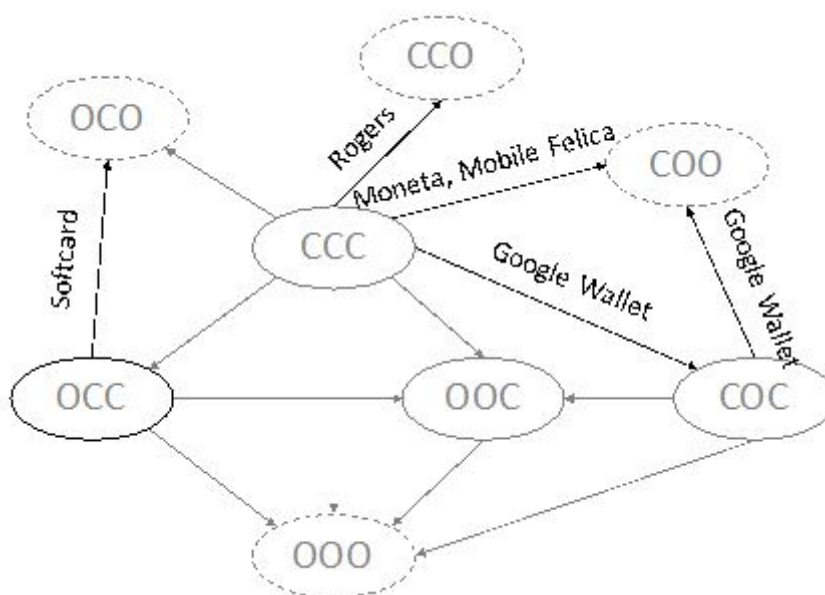 CCO
OCO
Rogers
Moneta, Mobile Felica
COO
CCC
Softcard
Google Wallet
Google Wallet
OCC
OOC
COC
OOO